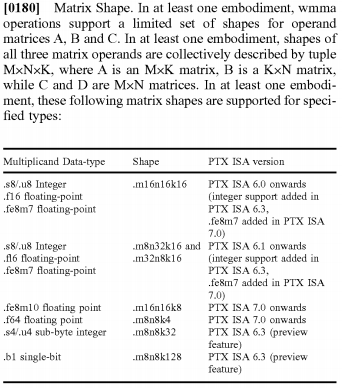 [0180] Matrix Shape. In at least one embodiment, wmma
operations support a limited set of shapes for operand
matrices A, B and C. In at least one embodiment, shapes of
all three matrix operands are collectively described by tuple
M×N×K, where A is an M×K matrix, B is a K×N matrix,
while C and D are M×N matrices. In at least one embodi-
ment, these following matrix shapes are supported for speci-
fied types:
Multiplicand Data-type Shape PTX ISA version
.s8/.u8 Integer .m16n16k16 PTX ISA 6.0 onwards
.f16 floating-point (integer support added in
.fe8m7 floating-point PTX ISA 6.3,
.fe8m7 added in PTX ISA
7.0)
.s8/.u8 Integer .m8n32k16 and PTX ISA 6.1 onwards
.fl6 floating-point .m32n8k16 (integer support added in
.fe8m7 floating-point PTX ISA 6.3,
.fe8m7 added in PTX ISA
7.0)
.fe8m10 floating point .m16n16k8 PTX ISA 7.0 onwards
.f64 floating point .m8n8k4 PTX ISA 7.0 onwards
.s4/.u4 sub-byte integer .m8n8k32 PTX ISA 6.3 (preview
feature)
.b1 single-bit .m8n8k128 PTX ISA 6.3 (preview
feature)